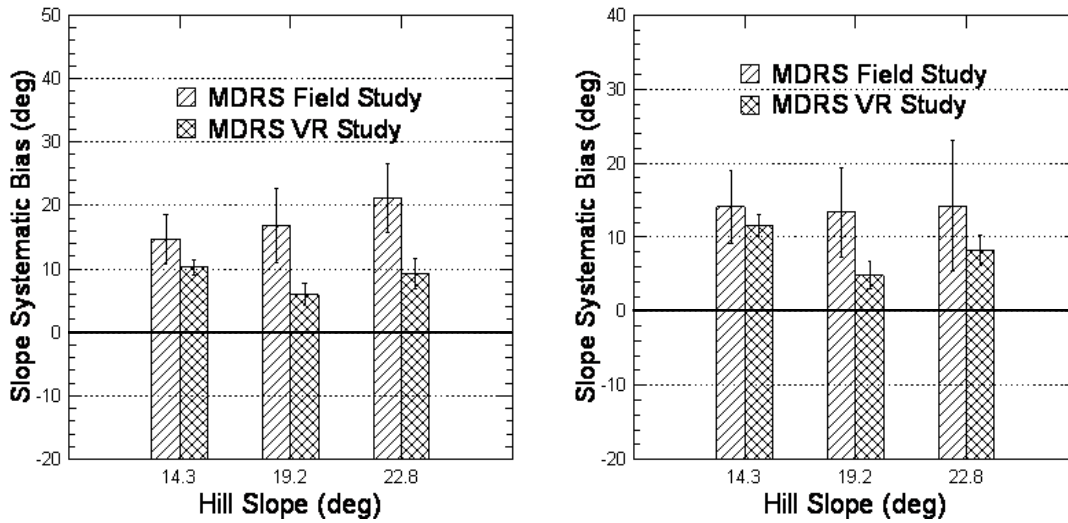 Slope Systematic Bias (deg)
50
40
30
20
10
0
-10
-20
MDRS Field Study
MDRS VR Study
14.3 19.2 22.8
Hill Slope (deg)
Slope Systematic Bias (deg)
40
30
20
10
0
-10
-20
MDRS Field Study
MDRS VR Study
14.3 19.2 22.8
Hill Slope (deg)